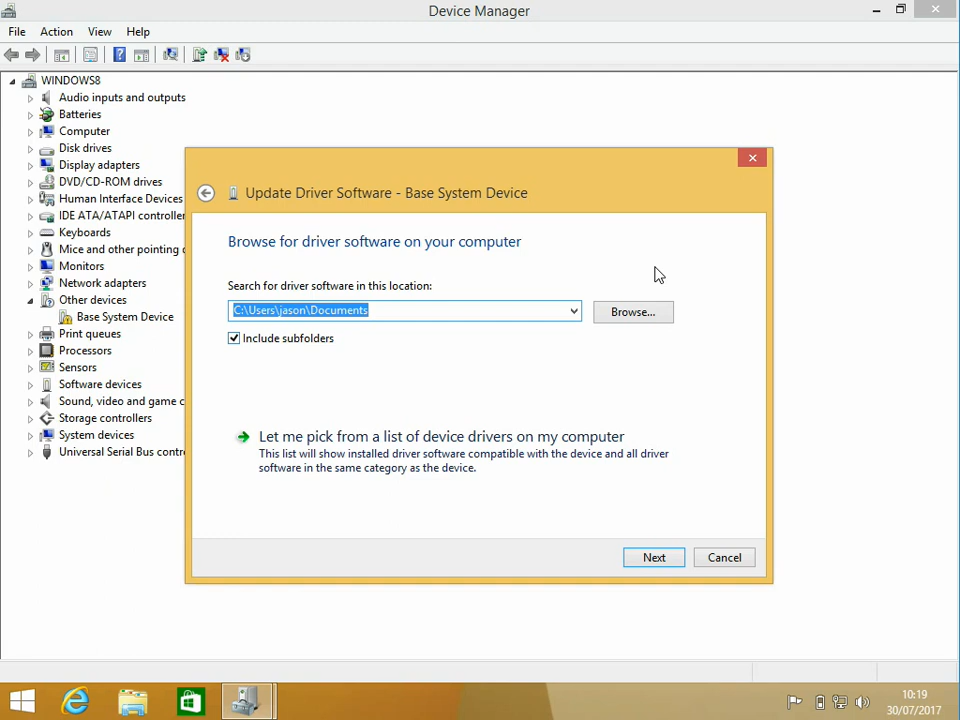 Device Manager
File Action View Help
WINDOWS8
Audio inputs and outputs
Batteries
Computer
Disk drives
Display adapters
DVD/CD-ROM drives
Human Interface Devices
IDE ATA/ATAPI controller
Keyboards
Mice and other pointing d
Monitors
Network adapters
Other devices
Base System Device
Print queues
Processors
Sensors
Software devices
Sound, video and game c
Storage controllers
System devices
Universal Serial Bus contro
Update Driver Software - Base System Device
Browse for driver software on your computer
Search for driver software in this location:
C:\Users\jason\Documents
Browse...
Include subfolders
Let me pick from a list of device drivers on my computer
This list will show installed driver software compatible with the device and all driver
software in the same category as the device.
Next Cancel
10:19
30/07/2017